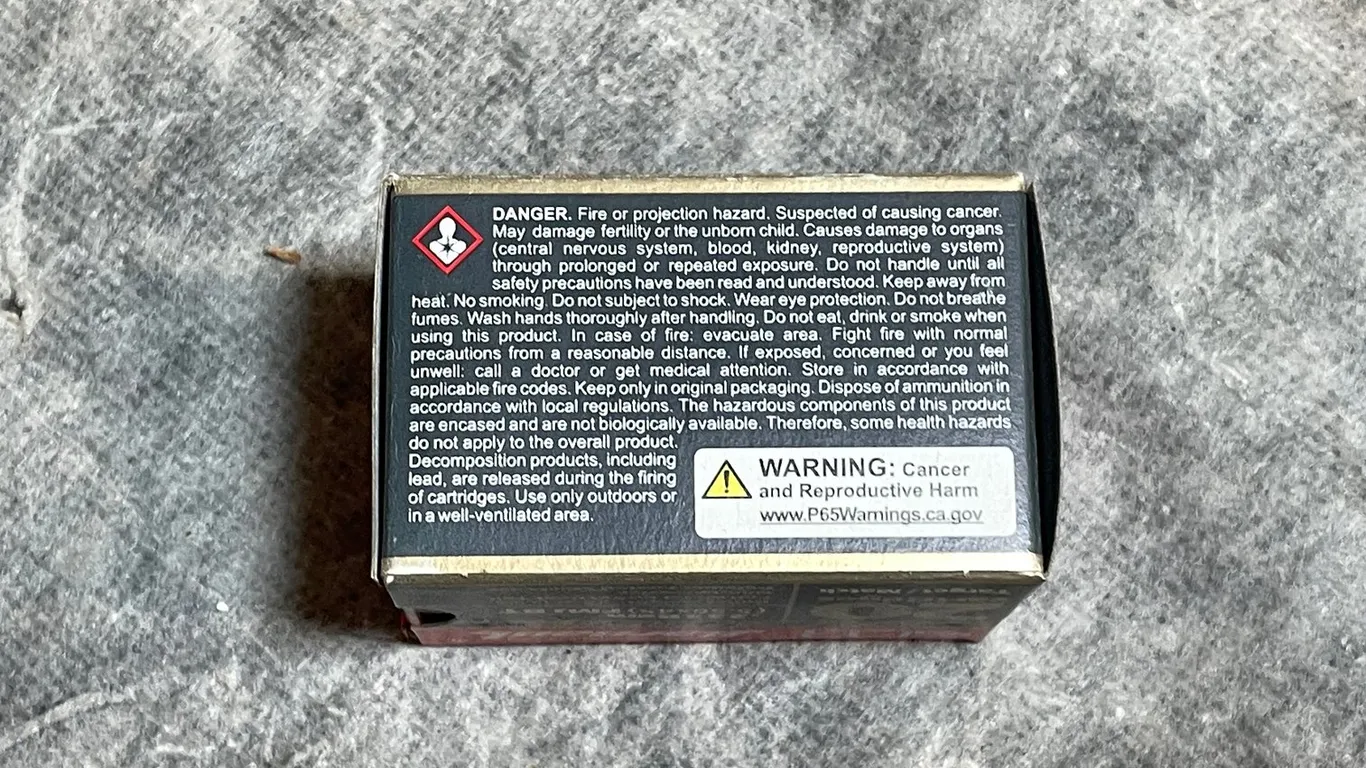 DANGER. Fire or projection hazard. Suspected of causing cancer.
May damage fertility or the unborn child. Causes damage to organs
(central nervous system, blood, kidney, reproductive system)
through prolonged or repeated exposure. Do not handle until all
safety precautions have been read and understood. Keep away from
heat. No smoking. Do not subject to shock. Wear eye protection. Do not breathe
fumes. Wash hands thoroughly after handling. Do not eat, drink or smoke when
using this product. In case of fire: evacuate area. Fight fire with normal
precautions from a reasonable distance. If exposed, concerned or you feel
unwell: call a doctor or get medical attention. Store in accordance with
applicable fire codes. Keep only in original packaging. Dispose of ammunition in
accordance with local regulations. The hazardous components of this product
are encased and are not biologically available. Therefore, some health hazards
do not apply to the overall product.
Decomposition products, including
lead, are released during the firing
of cartridges. Use only outdoors or
in a well-ventilated area.
WARNING: Cancer
and Reproductive Harm
www.P65Warnings.ca.gov
Target/Match